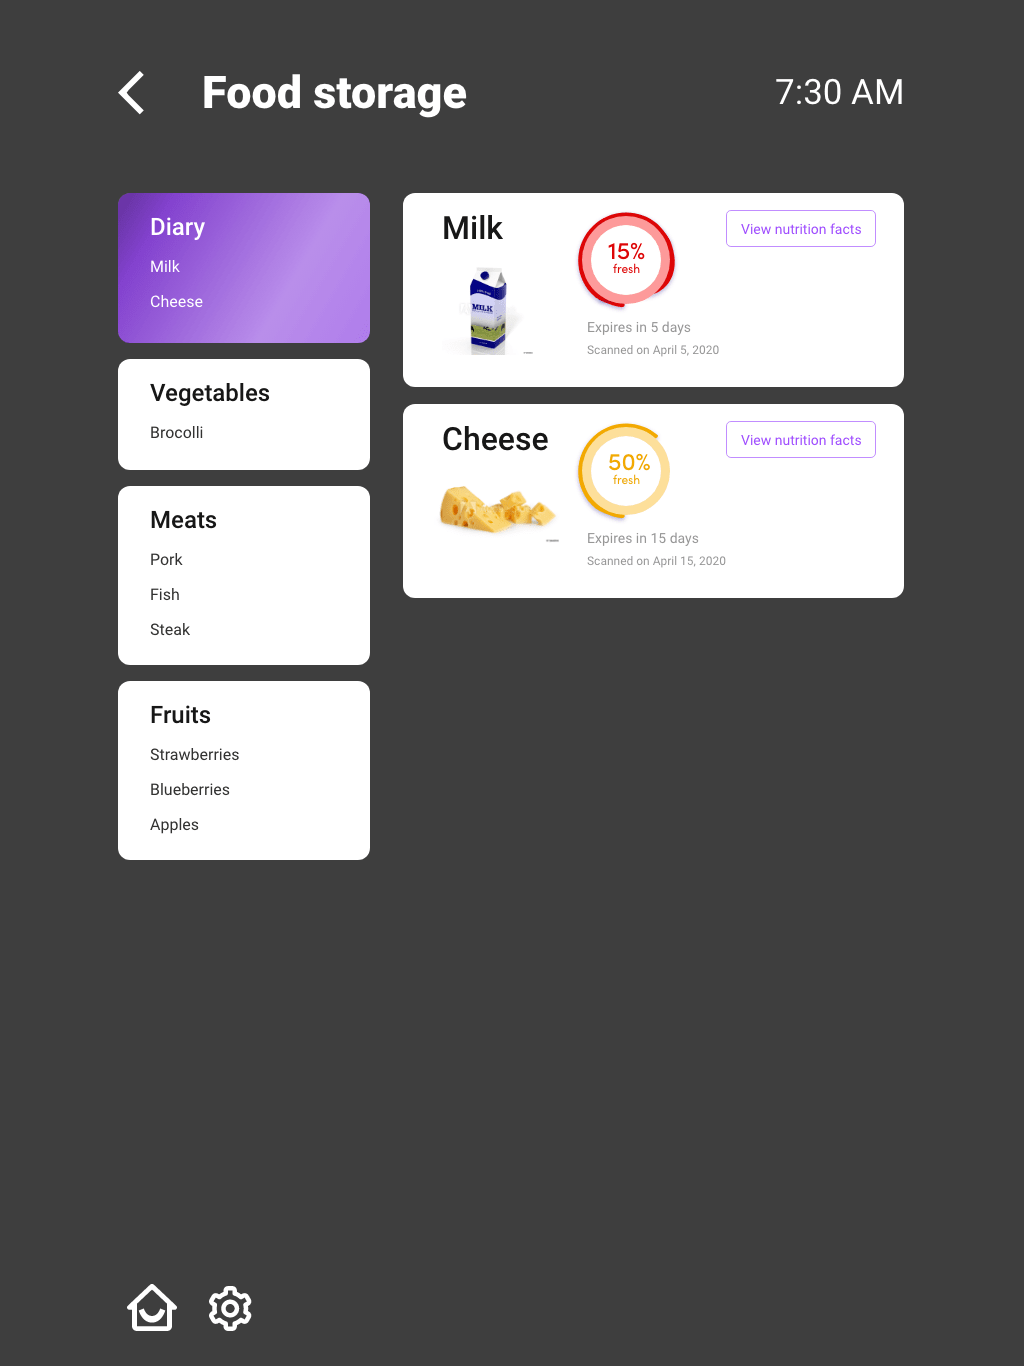 Food storage
7:30 AM
Diary
Milk
Cheese
Vegetables
Brocolli
Meats
Pork
Fish
Steak
Fruits
Strawberries
Blueberries
Apples
Milk
MILK
15%
fresh
View nutrition facts
Expires in 5 days
Scanned on April 5, 2020
Cheese
50%
fresh
View nutrition facts
Expires in 15 days
Scanned on April 15, 2020